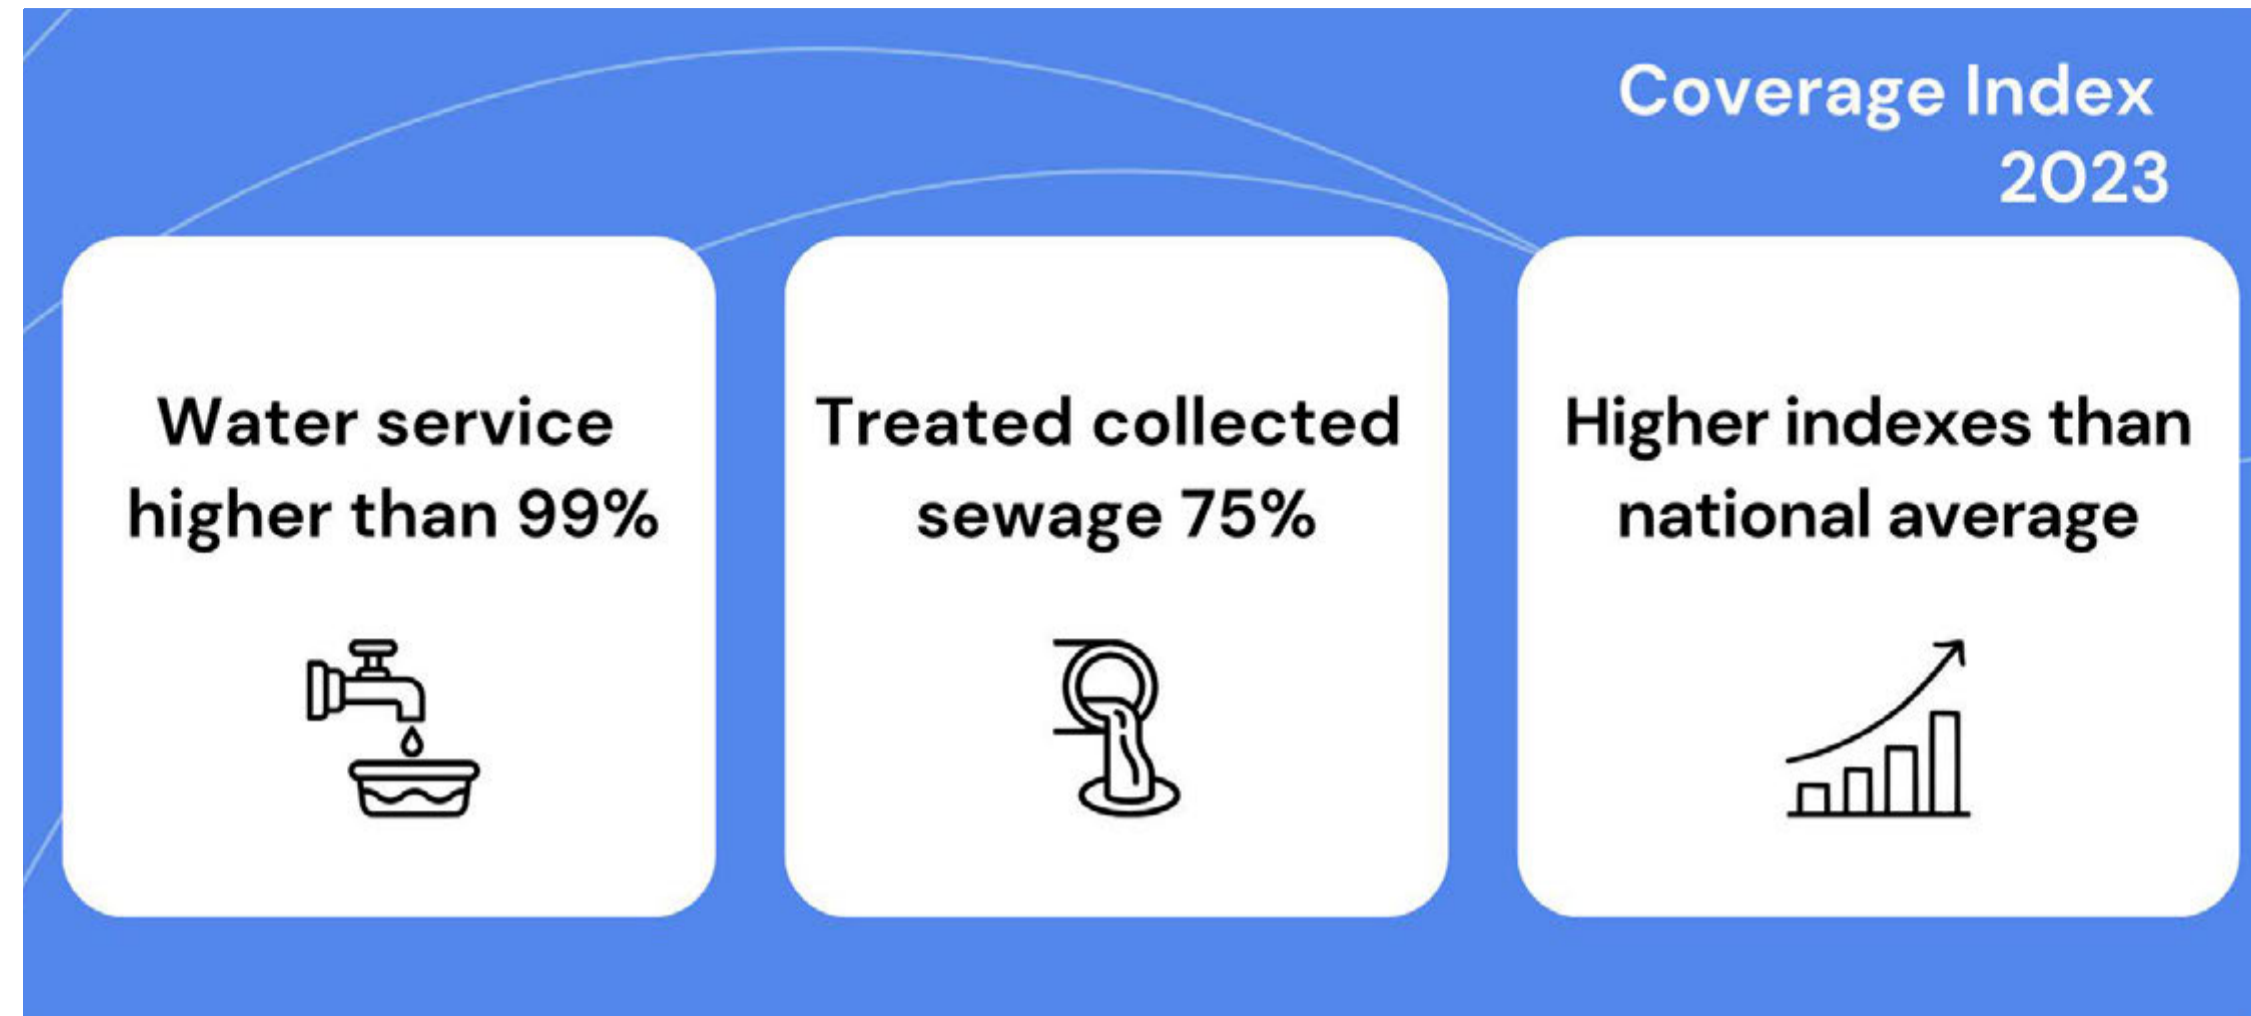 Coverage Index
2023
Water service
higher than 99%
Treated collected
sewage 75%
Higher indexes than
national average